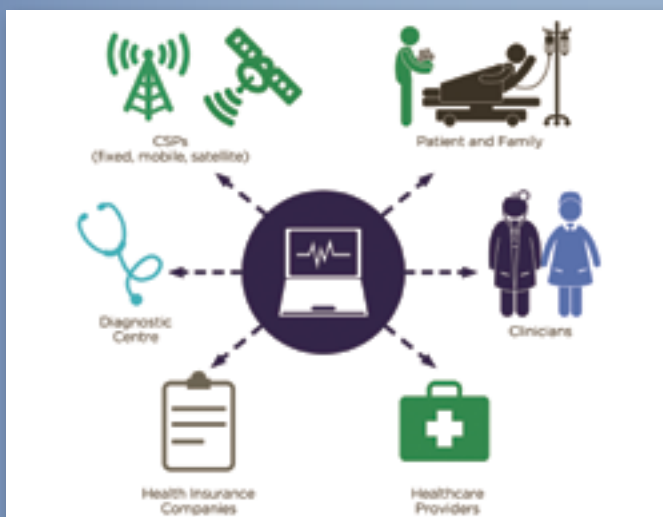 CSPs
(fixed, mobile, satellite)
Patient and Family
Diagnostic
Centre
Clinicians
Health Insurance
Companies
Healthcare
Providers